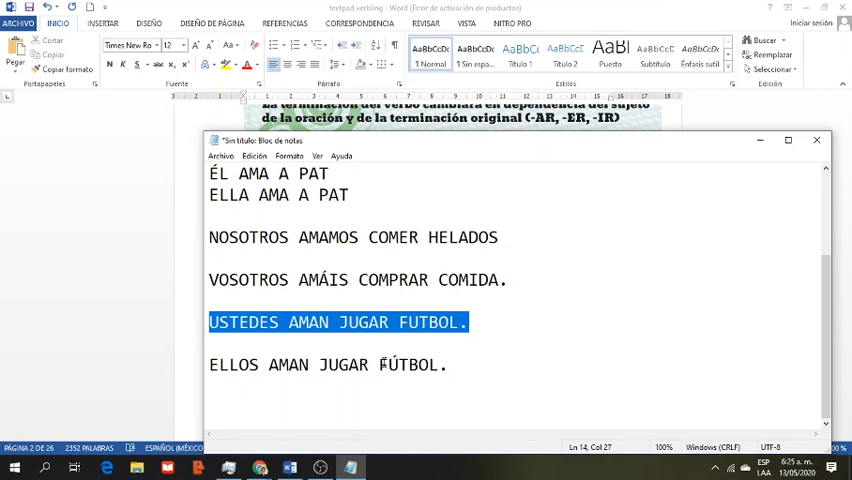 textpad verbling - Word (Error de activación de productos)
ARCHIVO INICIO INSERTAR DISEÑO DISEÑO DE PÁGINA REFERENCIAS CORRESPONDENCIA REVISAR VISTA NITRO PRO Iniciar sesión
Pegar Cortar Copiar Copiar formato
Times New Ro 12
AaBbCcDc AaBbCcDc AaBbCc AaBbCcD AaBbC AaBbCcD AaBbCcDc
¶ Normal ¶ Sin espa... Título 1 Título 2 Puesto Subtítulo Énfasis sutil
Buscar
Reemplazar
Seleccionar
Portapapeles Fuente Párrafo Estilos Edición
La terminación del verbo cambiará en dependencia del sujeto
de la oración y de la terminación original (-AR, -ER, -IR)
*Sin título: Bloc de notas
Archivo Edición Formato Ver Ayuda
ÉL AMA A PAT
ELLA AMA A PAT
NOSOTROS AMAMOS COMER HELADOS
VOSOTROS AMÁIS COMPRAR COMIDA.
USTEDES AMAN JUGAR FUTBOL.
ELLOS AMAN JUGAR FÚTBOL.
Ln 14, Col 27 100% Windows (CRLF) UTF-8
PÁGINA 2 DE 26 2352 PALABRAS ESPAÑOL (MÉXICO
ESP 6:25 a. m.
LAA 13/05/2020